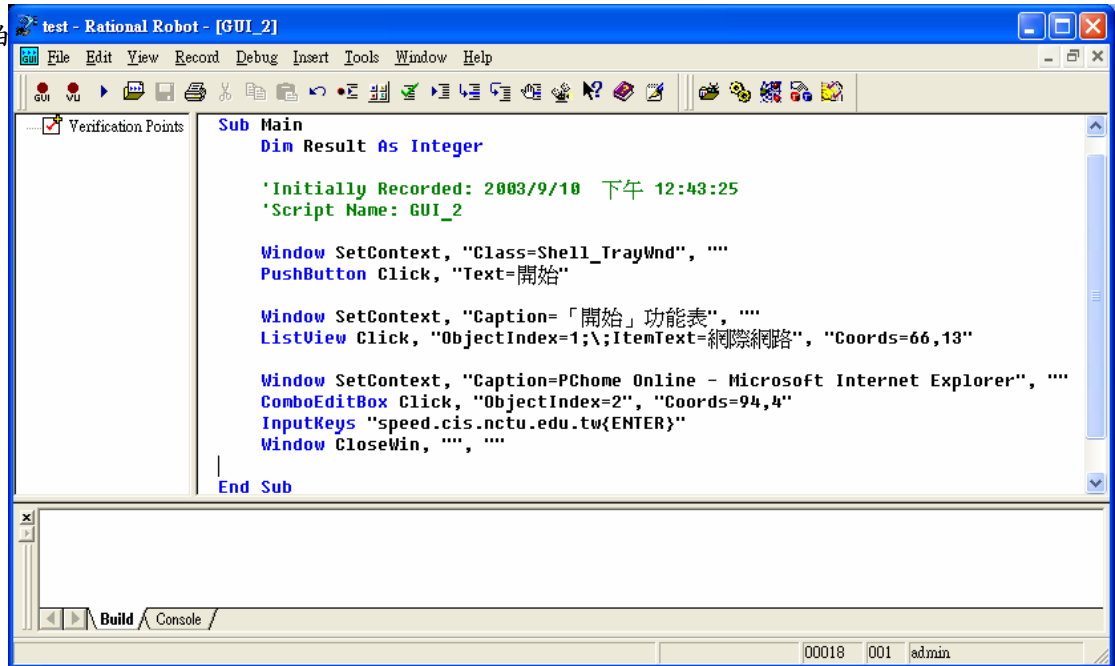 test - Rational Robot - [GUI_2]
File Edit View Record Debug Insert Tools Window Help
GUI VU
Verification Points
Sub Main
Dim Result As Integer
'Initially Recorded: 2003/9/10 下午 12:43:25
'Script Name: GUI_2
Window SetContext, "Class=Shell_TrayWnd", ""
PushButton Click, "Text=開始"
Window SetContext, "Caption=「開始」功能表", ""
ListView Click, "ObjectIndex=1;\;ItemText=網際網路", "Coords=66,13"
Window SetContext, "Caption=PChome Online - Microsoft Internet Explorer", ""
ComboEditBox Click, "ObjectIndex=2", "Coords=94,4"
InputKeys "speed.cis.nctu.edu.tw{ENTER}"
Window CloseWin, "", ""
End Sub
Build Console
00018 001 admin